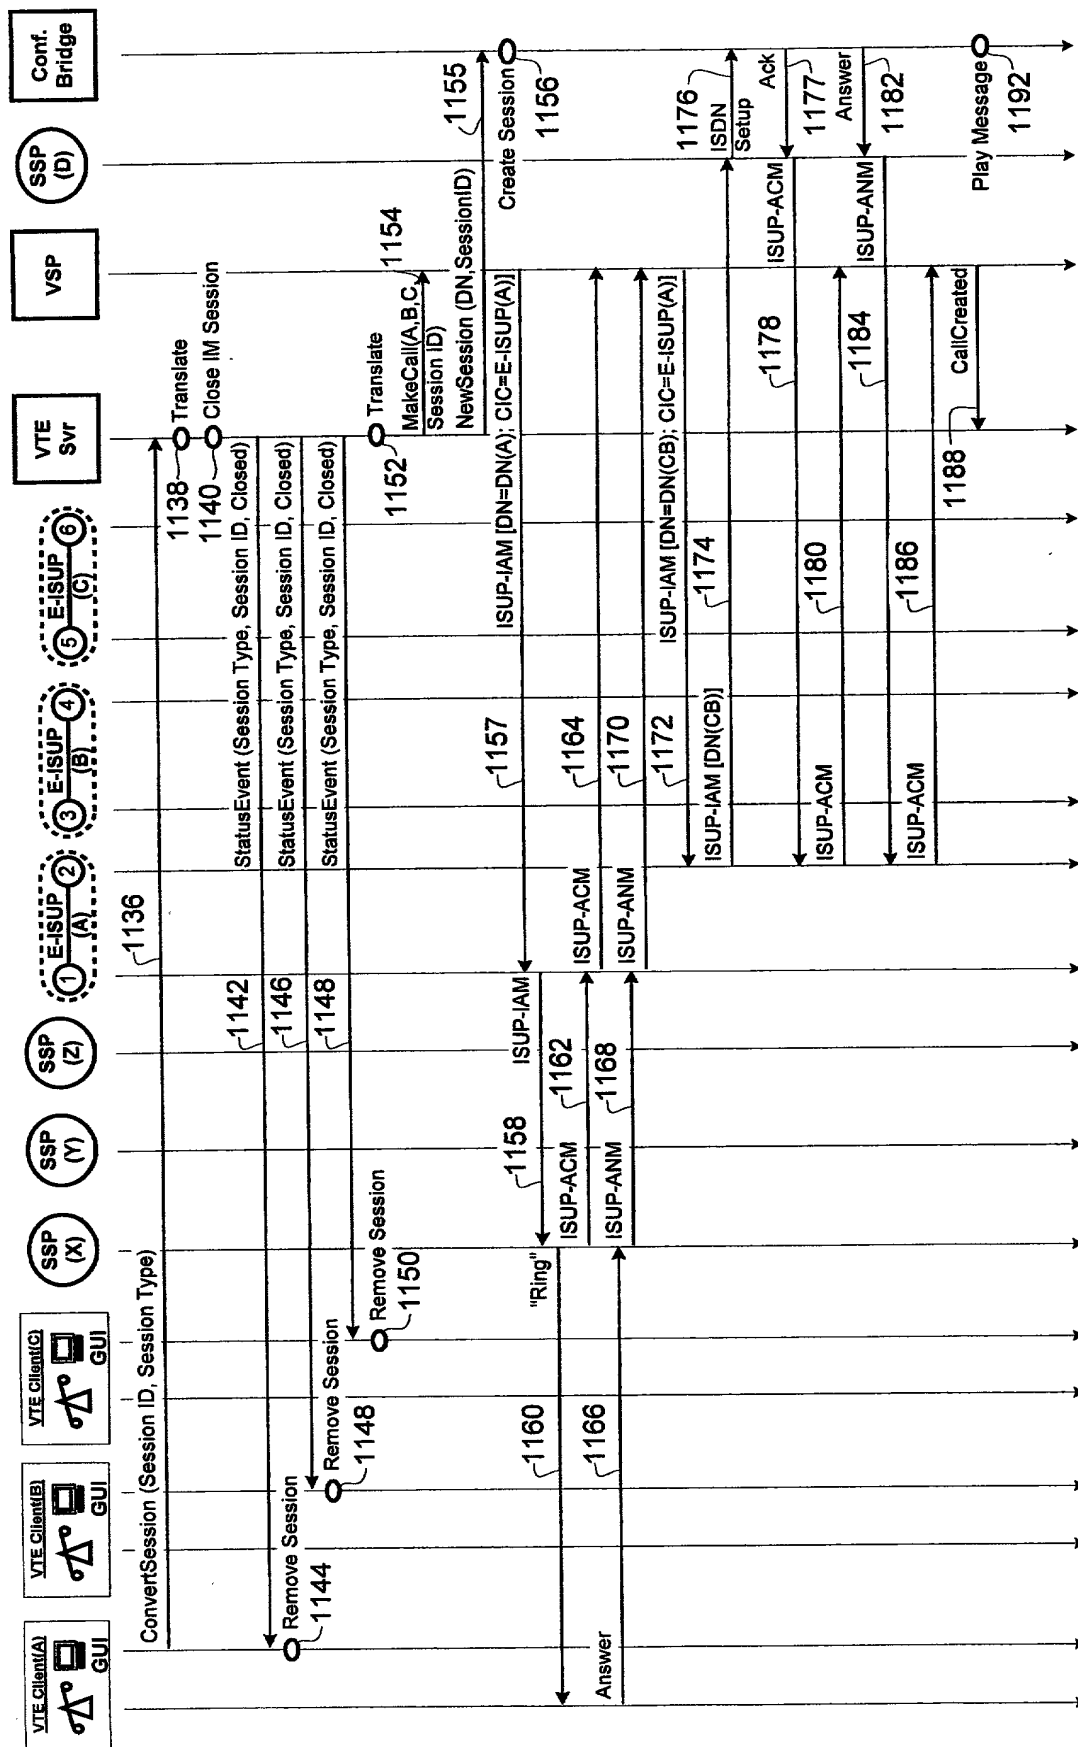 VTE Client(A)
GUI
VTE Client(B)
GUI
VTE Client(C)
GUI
SSP
(X)
SSP
(Y)
SSP
(Z)
1
E-ISUP
(A)
2
3
E-ISUP
(B)
4
5
E-ISUP
(C)
6
VTE
Svr
VSP
SSP
(D)
Conf.
Bridge
ConvertSession (Session ID, Session Type)
1136
1138
Translate
1140
Close IM Session
1142
StatusEvent (Session Type, Session ID, Closed)
Remove Session
1144
1146
StatusEvent (Session Type, Session ID, Closed)
Remove Session
1148
1148
StatusEvent (Session Type, Session ID, Closed)
Remove Session
1150
Translate
1152
MakeCall(A,B,C,
Session ID)
1154
NewSession (DN,SessionID)
1155
Create Session
1156
ISUP-IAM [DN=DN(A); CIC=E-ISUP(A)]
1157
ISUP-IAM
1158
"Ring"
1160
ISUP-ACM
1162
ISUP-ACM
1164
Answer
1166
ISUP-ANM
1168
ISUP-ANM
1170
ISUP-IAM [DN=DN(CB); CIC=E-ISUP(A)]
1172
ISUP-IAM [DN(CB)]
1174
ISDN
Setup
1176
Ack
1177
ISUP-ACM
1178
ISUP-ACM
1180
Answer
1182
ISUP-ANM
1184
ISUP-ACM
1186
CallCreated
1188
Play Message
1192